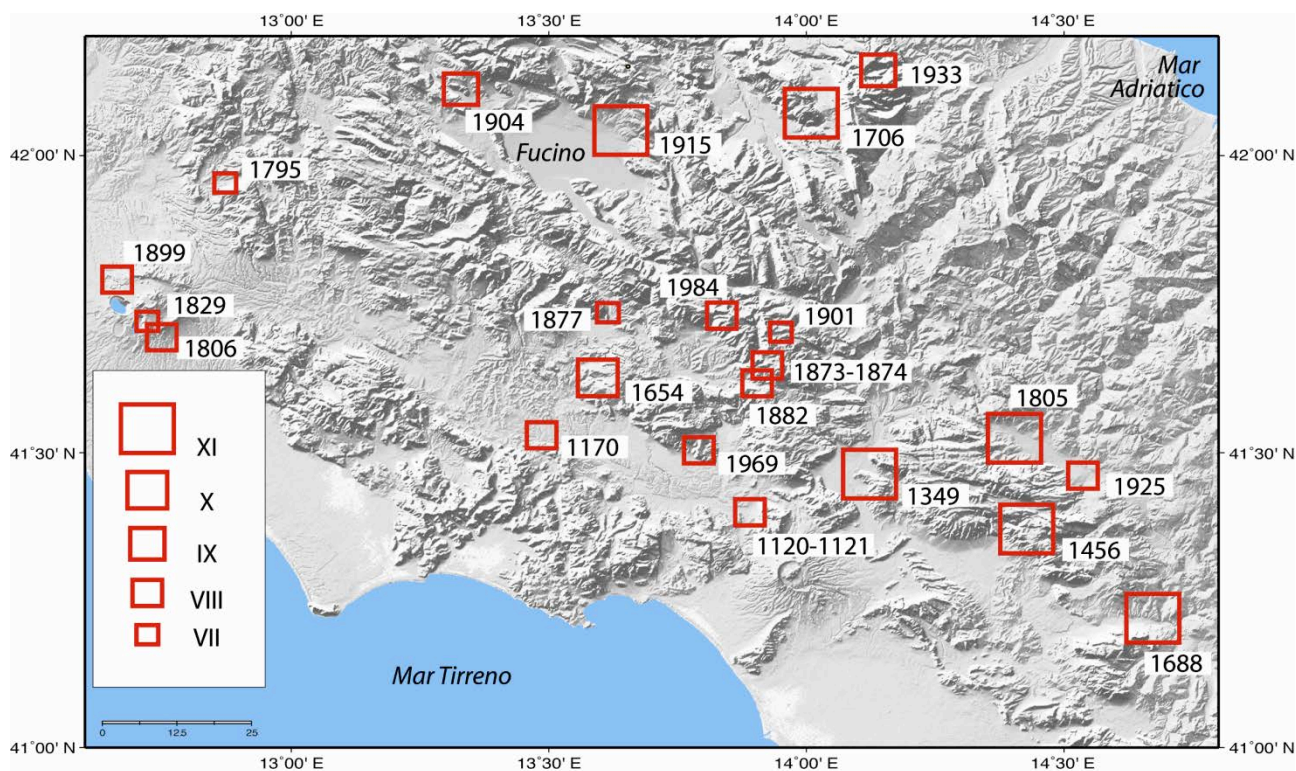 13°00' E 13°30' E 14°00' E 14°30' E
Mar
Adriatico
1933
1904
1706
1915
Fucino
42°00' N 42°00' N
1795
1899
1984
1829
1877
1901
1806
1873-1874
1654
1882
1805
1170
41°30' N
1969
1349
1925
1120-1121
1456
XI
X
IX
VIII
VII
1688
Mar Tirreno
0 12.5 25
41°00' N 41°00' N
13°00' E 13°30' E 14°00' E 14°30' E
41°30' N